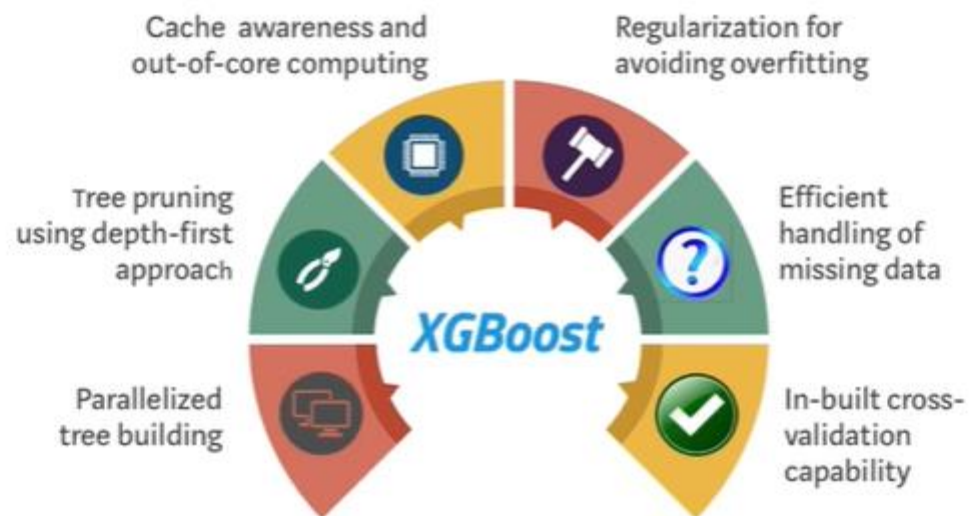 Cache awareness and
out-of-core computing
Regularization for
avoiding overfitting
Tree pruning
using depth-first
approach
Efficient
handling of
missing data
XGBoost
Parallelized
tree building
In-built cross-
validation
capability